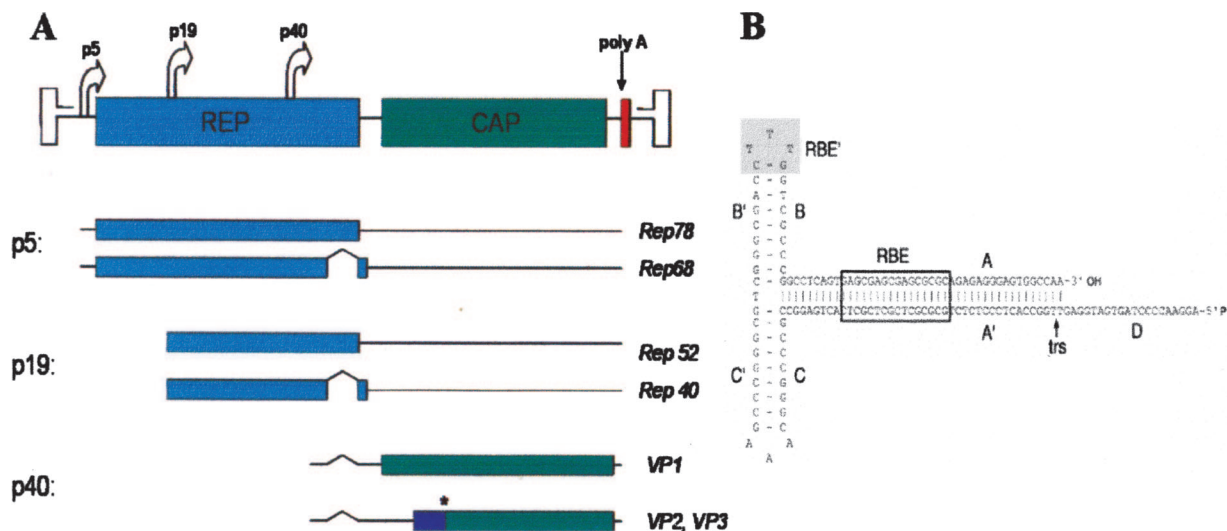 A
p5
p19
p40
poly A
REP
CAP
p5:
Rep78
Rep68
p19:
Rep 52
Rep 40
p40:
VP1
*
VP2, VP3
B
T
T T
RBE'
B' B
RBE
A
GGCCTCAGTGAGCGAGCGAGCGCGCAGAGAGGGAGTGGCCAA-3' OH
CCGGAGTCACTCGCTCGCTCGCGCGTCTCTCCCTCACCGGTTGAGGTAGTGATCCCCAAGGA-5'P
A'
trs
D
C' C
A A
A